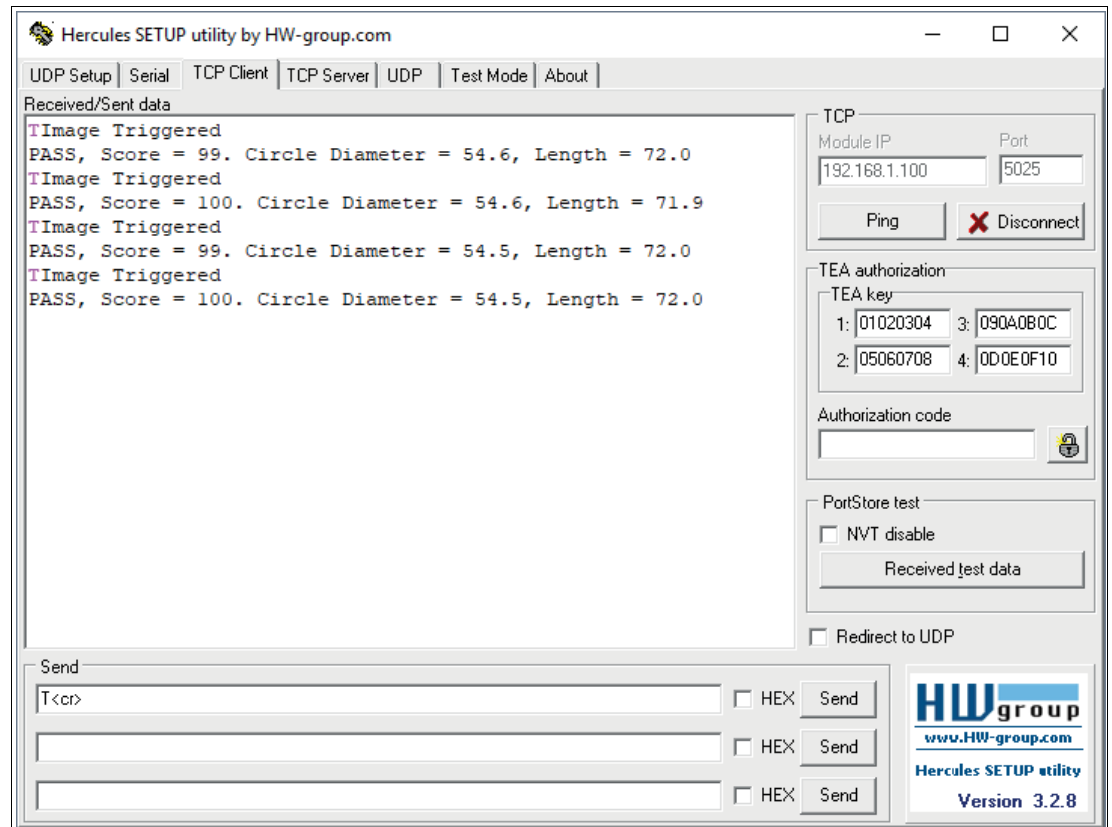 Hercules SETUP utility by HW-group.com
UDP Setup Serial TCP Client TCP Server UDP Test Mode About
Received/Sent data
TImage Triggered
PASS, Score = 99. Circle Diameter = 54.6, Length = 72.0
TImage Triggered
PASS, Score = 100. Circle Diameter = 54.6, Length = 71.9
TImage Triggered
PASS, Score = 99. Circle Diameter = 54.5, Length = 72.0
TImage Triggered
PASS, Score = 100. Circle Diameter = 54.5, Length = 72.0
TCP
Module IP Port
192.168.1.100 5025
Ping Disconnect
TEA authorization
TEA key
1: 01020304 3: 090A0B0C
2: 05060708 4: 0D0E0F10
Authorization code
PortStore test
NVT disable
Received test data
Redirect to UDP
Send
T<cr> HEX Send
HEX Send
HEX Send
HW group
www.HW-group.com
Hercules SETUP utility
Version 3.2.8